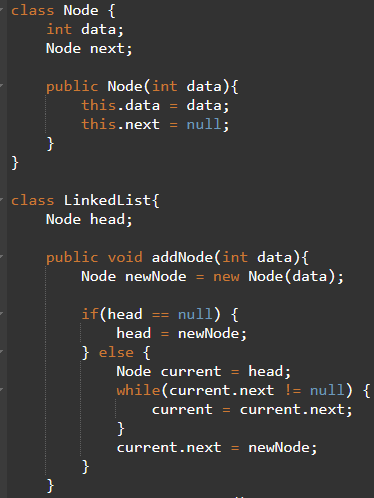 class Node {
    int data;
    Node next;

    public Node(int data){
        this.data = data;
        this.next = null;
    }
}

class LinkedList{
    Node head;

    public void addNode(int data){
        Node newNode = new Node(data);

        if(head == null) {
            head = newNode;
        } else {
            Node current = head;
            while(current.next != null) {
                current = current.next;
            }
            current.next = newNode;
        }
    }